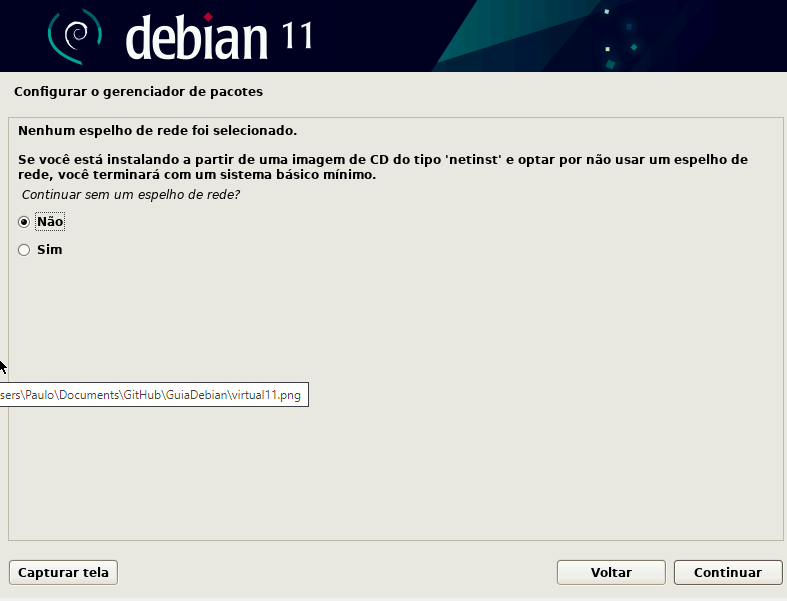 debian 11
Configurar o gerenciador de pacotes
Nenhum espelho de rede foi selecionado.
Se você está instalando a partir de uma imagem de CD do tipo 'netinst' e optar por não usar um espelho de
rede, você terminará com um sistema básico mínimo.
Continuar sem um espelho de rede?
Não
Sim
sers\Paulo\Documents\GitHub\GuiaDebian\virtual11.png
Capturar tela
Voltar
Continuar